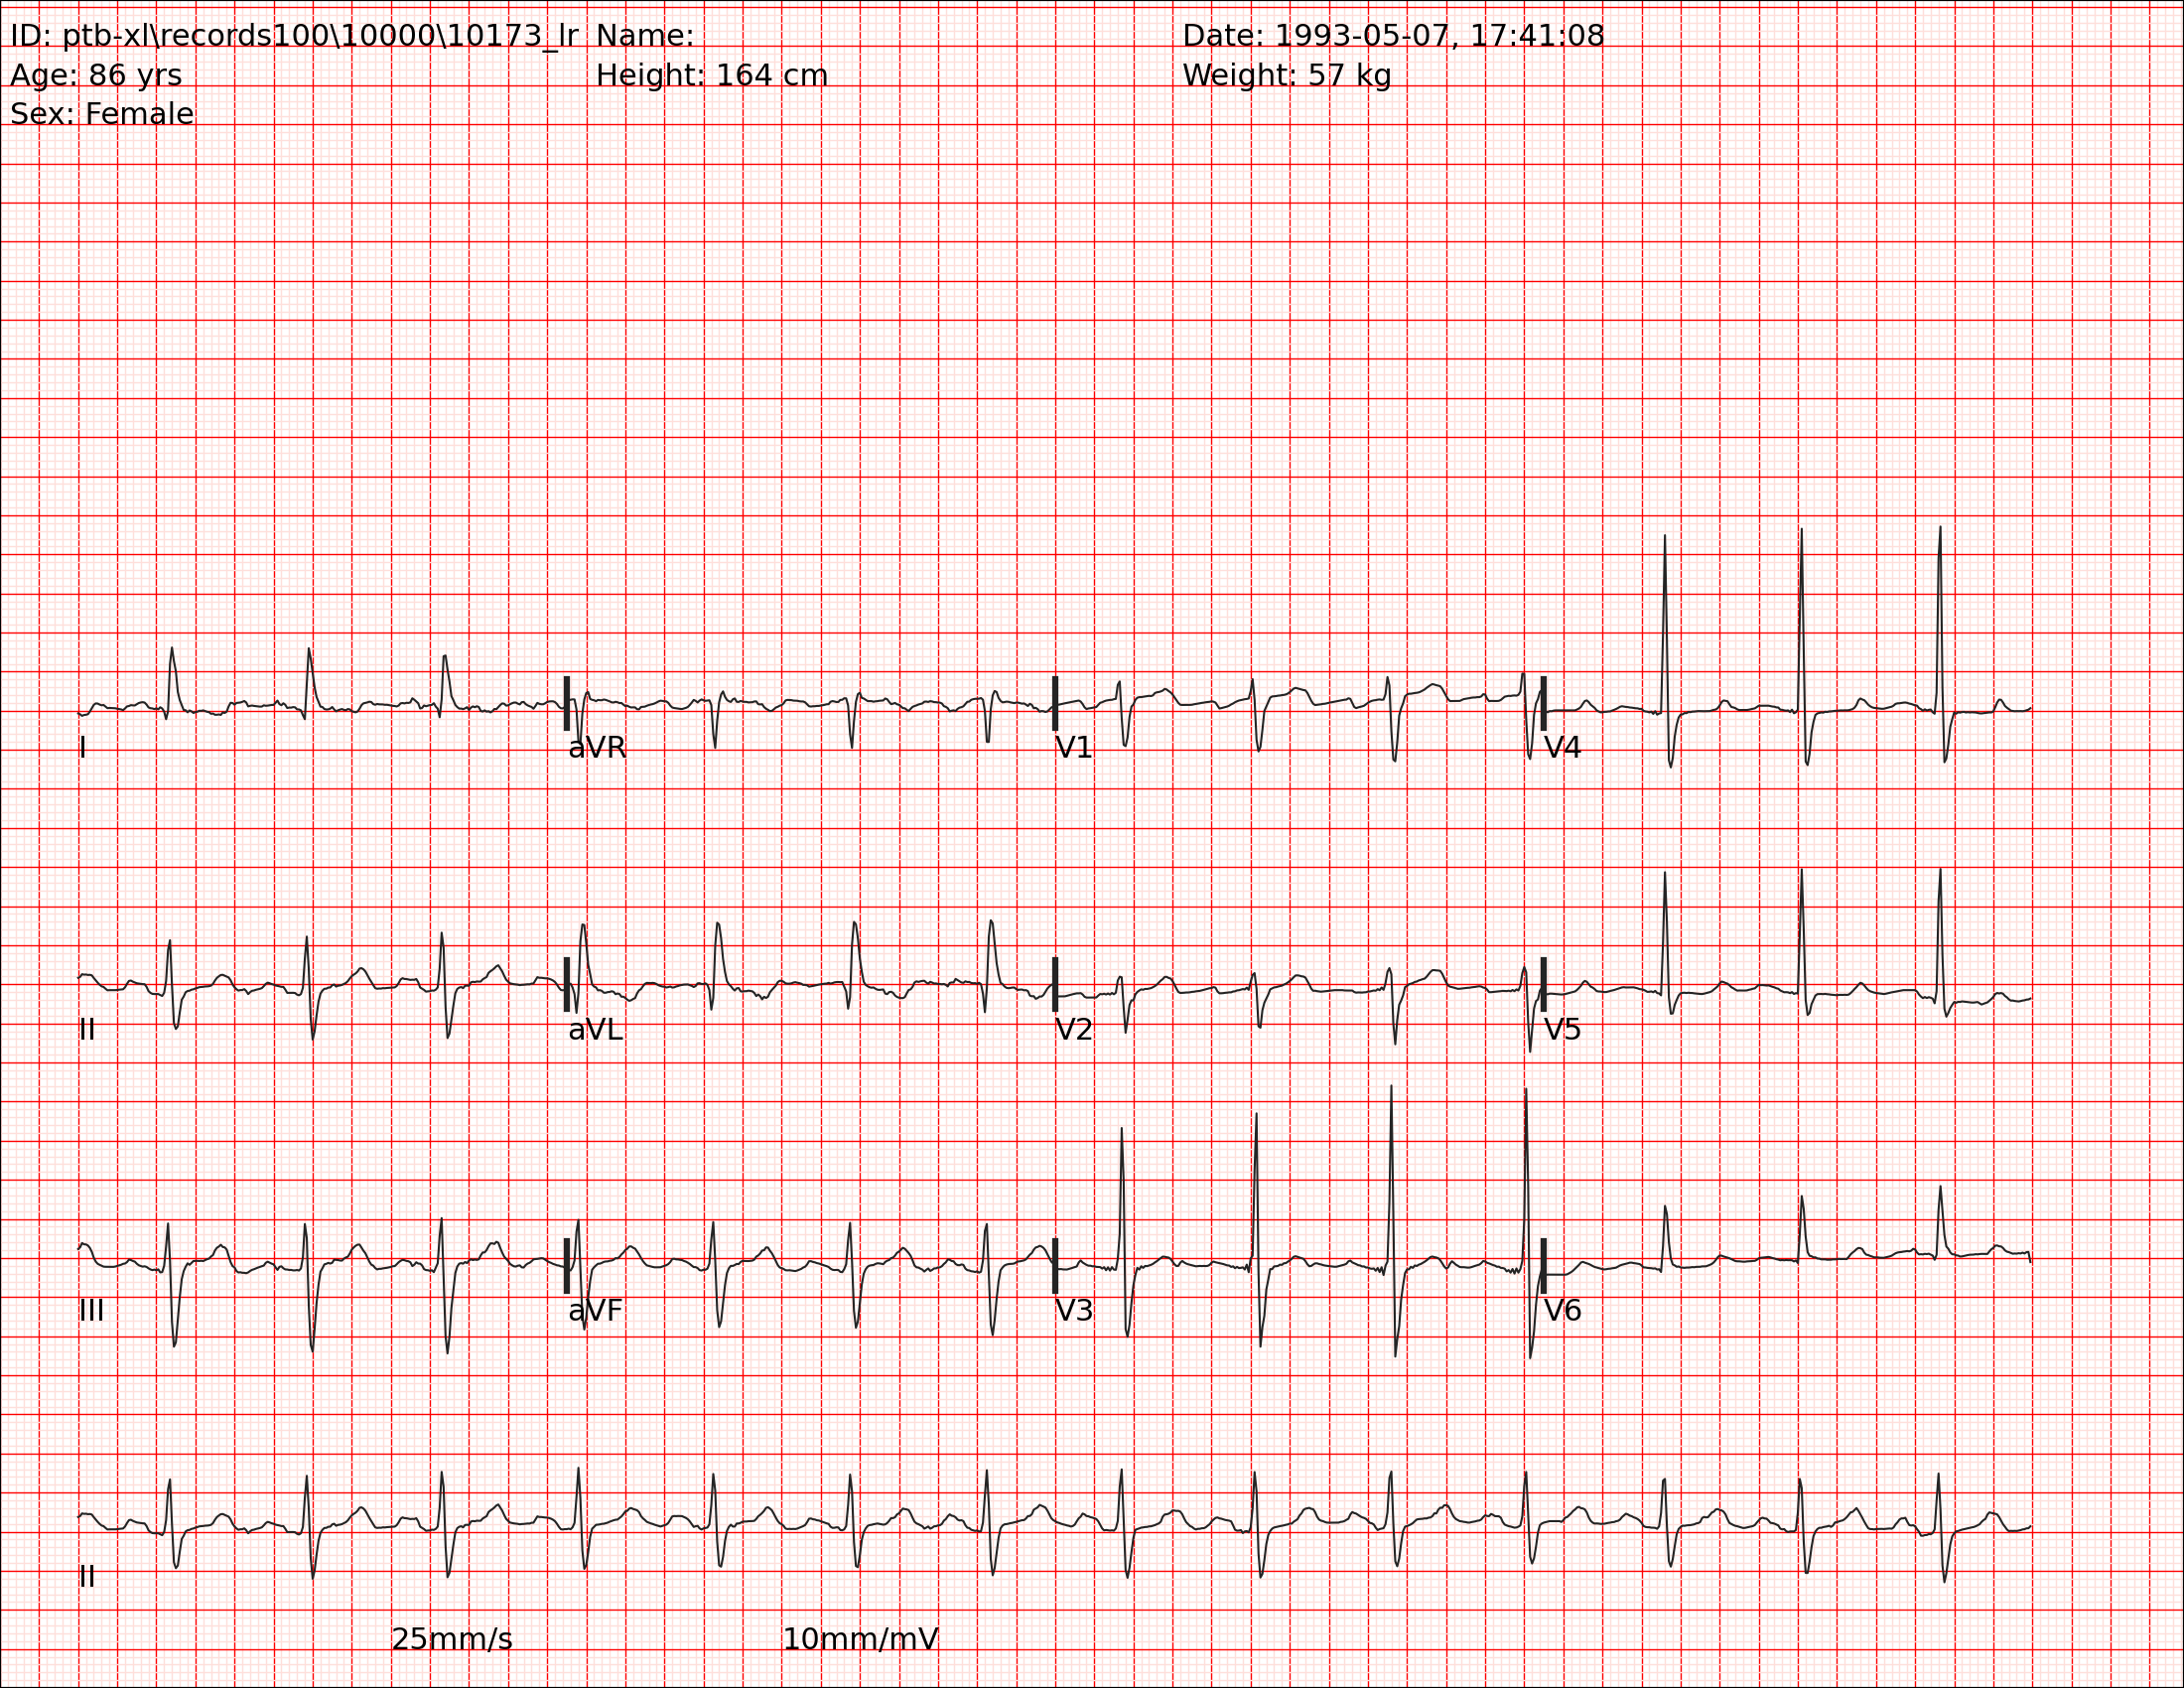 ID: ptb-xl\records100\10000\10173_lr Name: Date: 1993-05-07, 17:41:08
Age: 86 yrs Height: 164 cm Weight: 57 kg
Sex: Female
I aVR V1 V4
II aVL V2 V5
III aVF V3 V6
II
25mm/s 10mm/mV